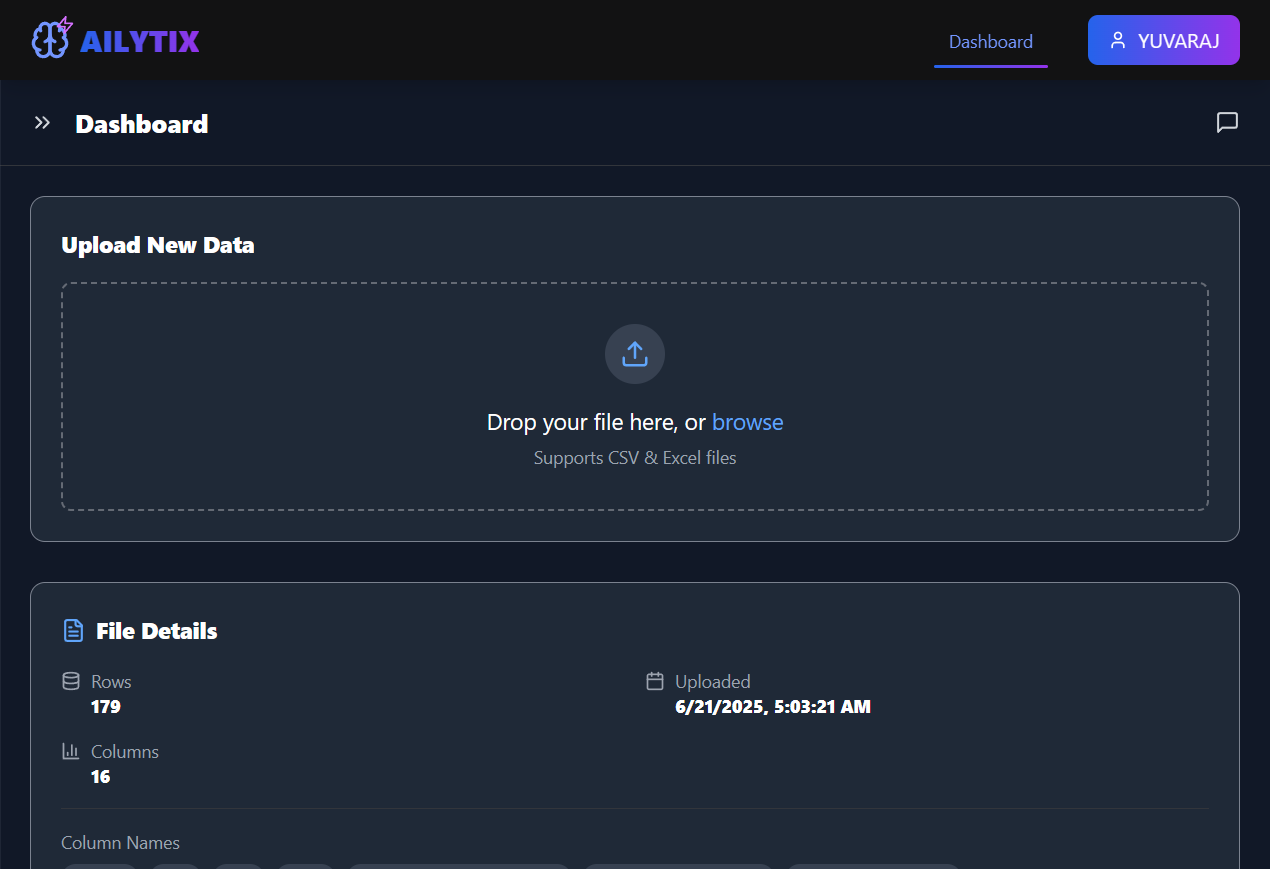 AILYTIX
Dashboard
YUVARAJ
Dashboard
Upload New Data
Drop your file here, or browse
Supports CSV & Excel files
File Details
Rows
179
Uploaded
6/21/2025, 5:03:21 AM
Columns
16
Column Names